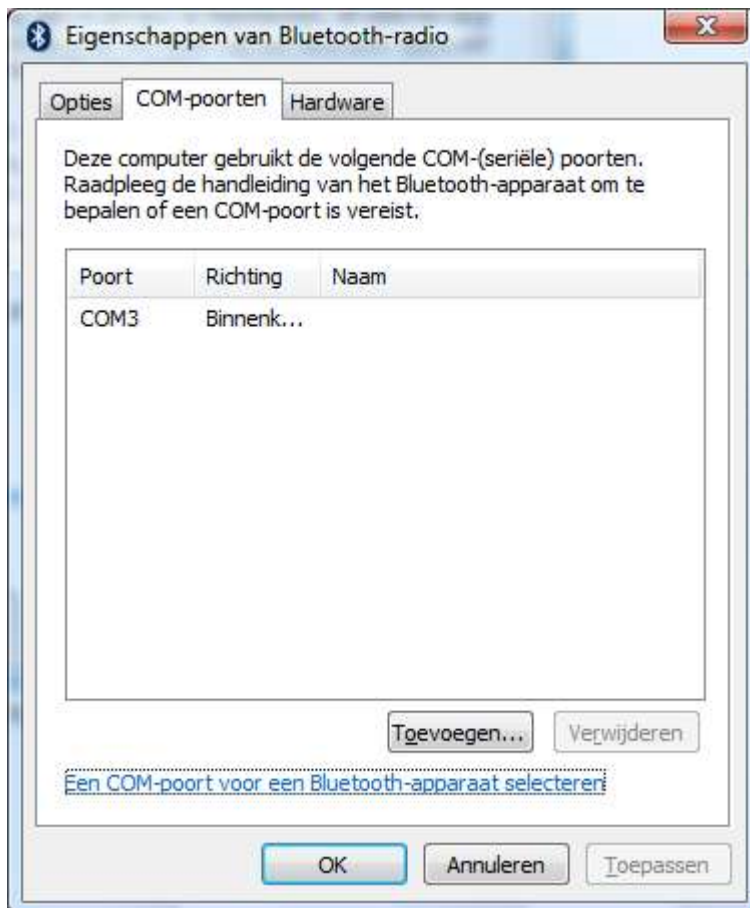 Eigenschappen van Bluetooth-radio
Opties COM-poorten Hardware
Deze computer gebruikt de volgende COM-(seriële) poorten.
Raadpleeg de handleiding van het Bluetooth-apparaat om te
bepalen of een COM-poort is vereist.
Poort Richting Naam
COM3 Binnenk...
Toevoegen... Verwijderen
Een COM-poort voor een Bluetooth-apparaat selecteren
OK Annuleren Toepassen